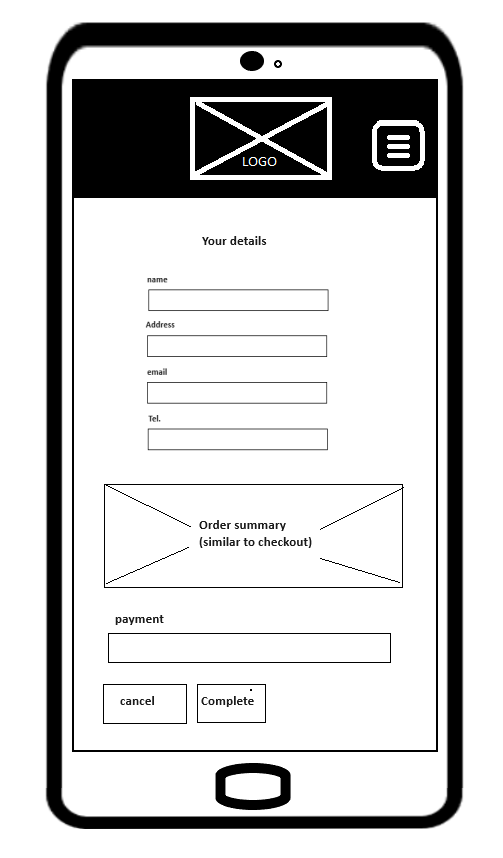 LOGO
Your details
name
Address
email
Tel.
Order summary
(similar to checkout)
payment
cancel
Complete